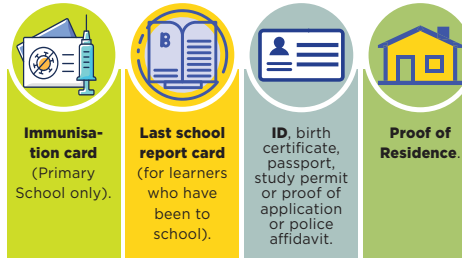 B
Immunisa-
tion card
(Primary
School only).
Last school
report card
(for learners
who have
been to
school).
ID, birth
certificate,
passport,
study permit
or proof of
application
or police
affidavit.
Proof of
Residence.